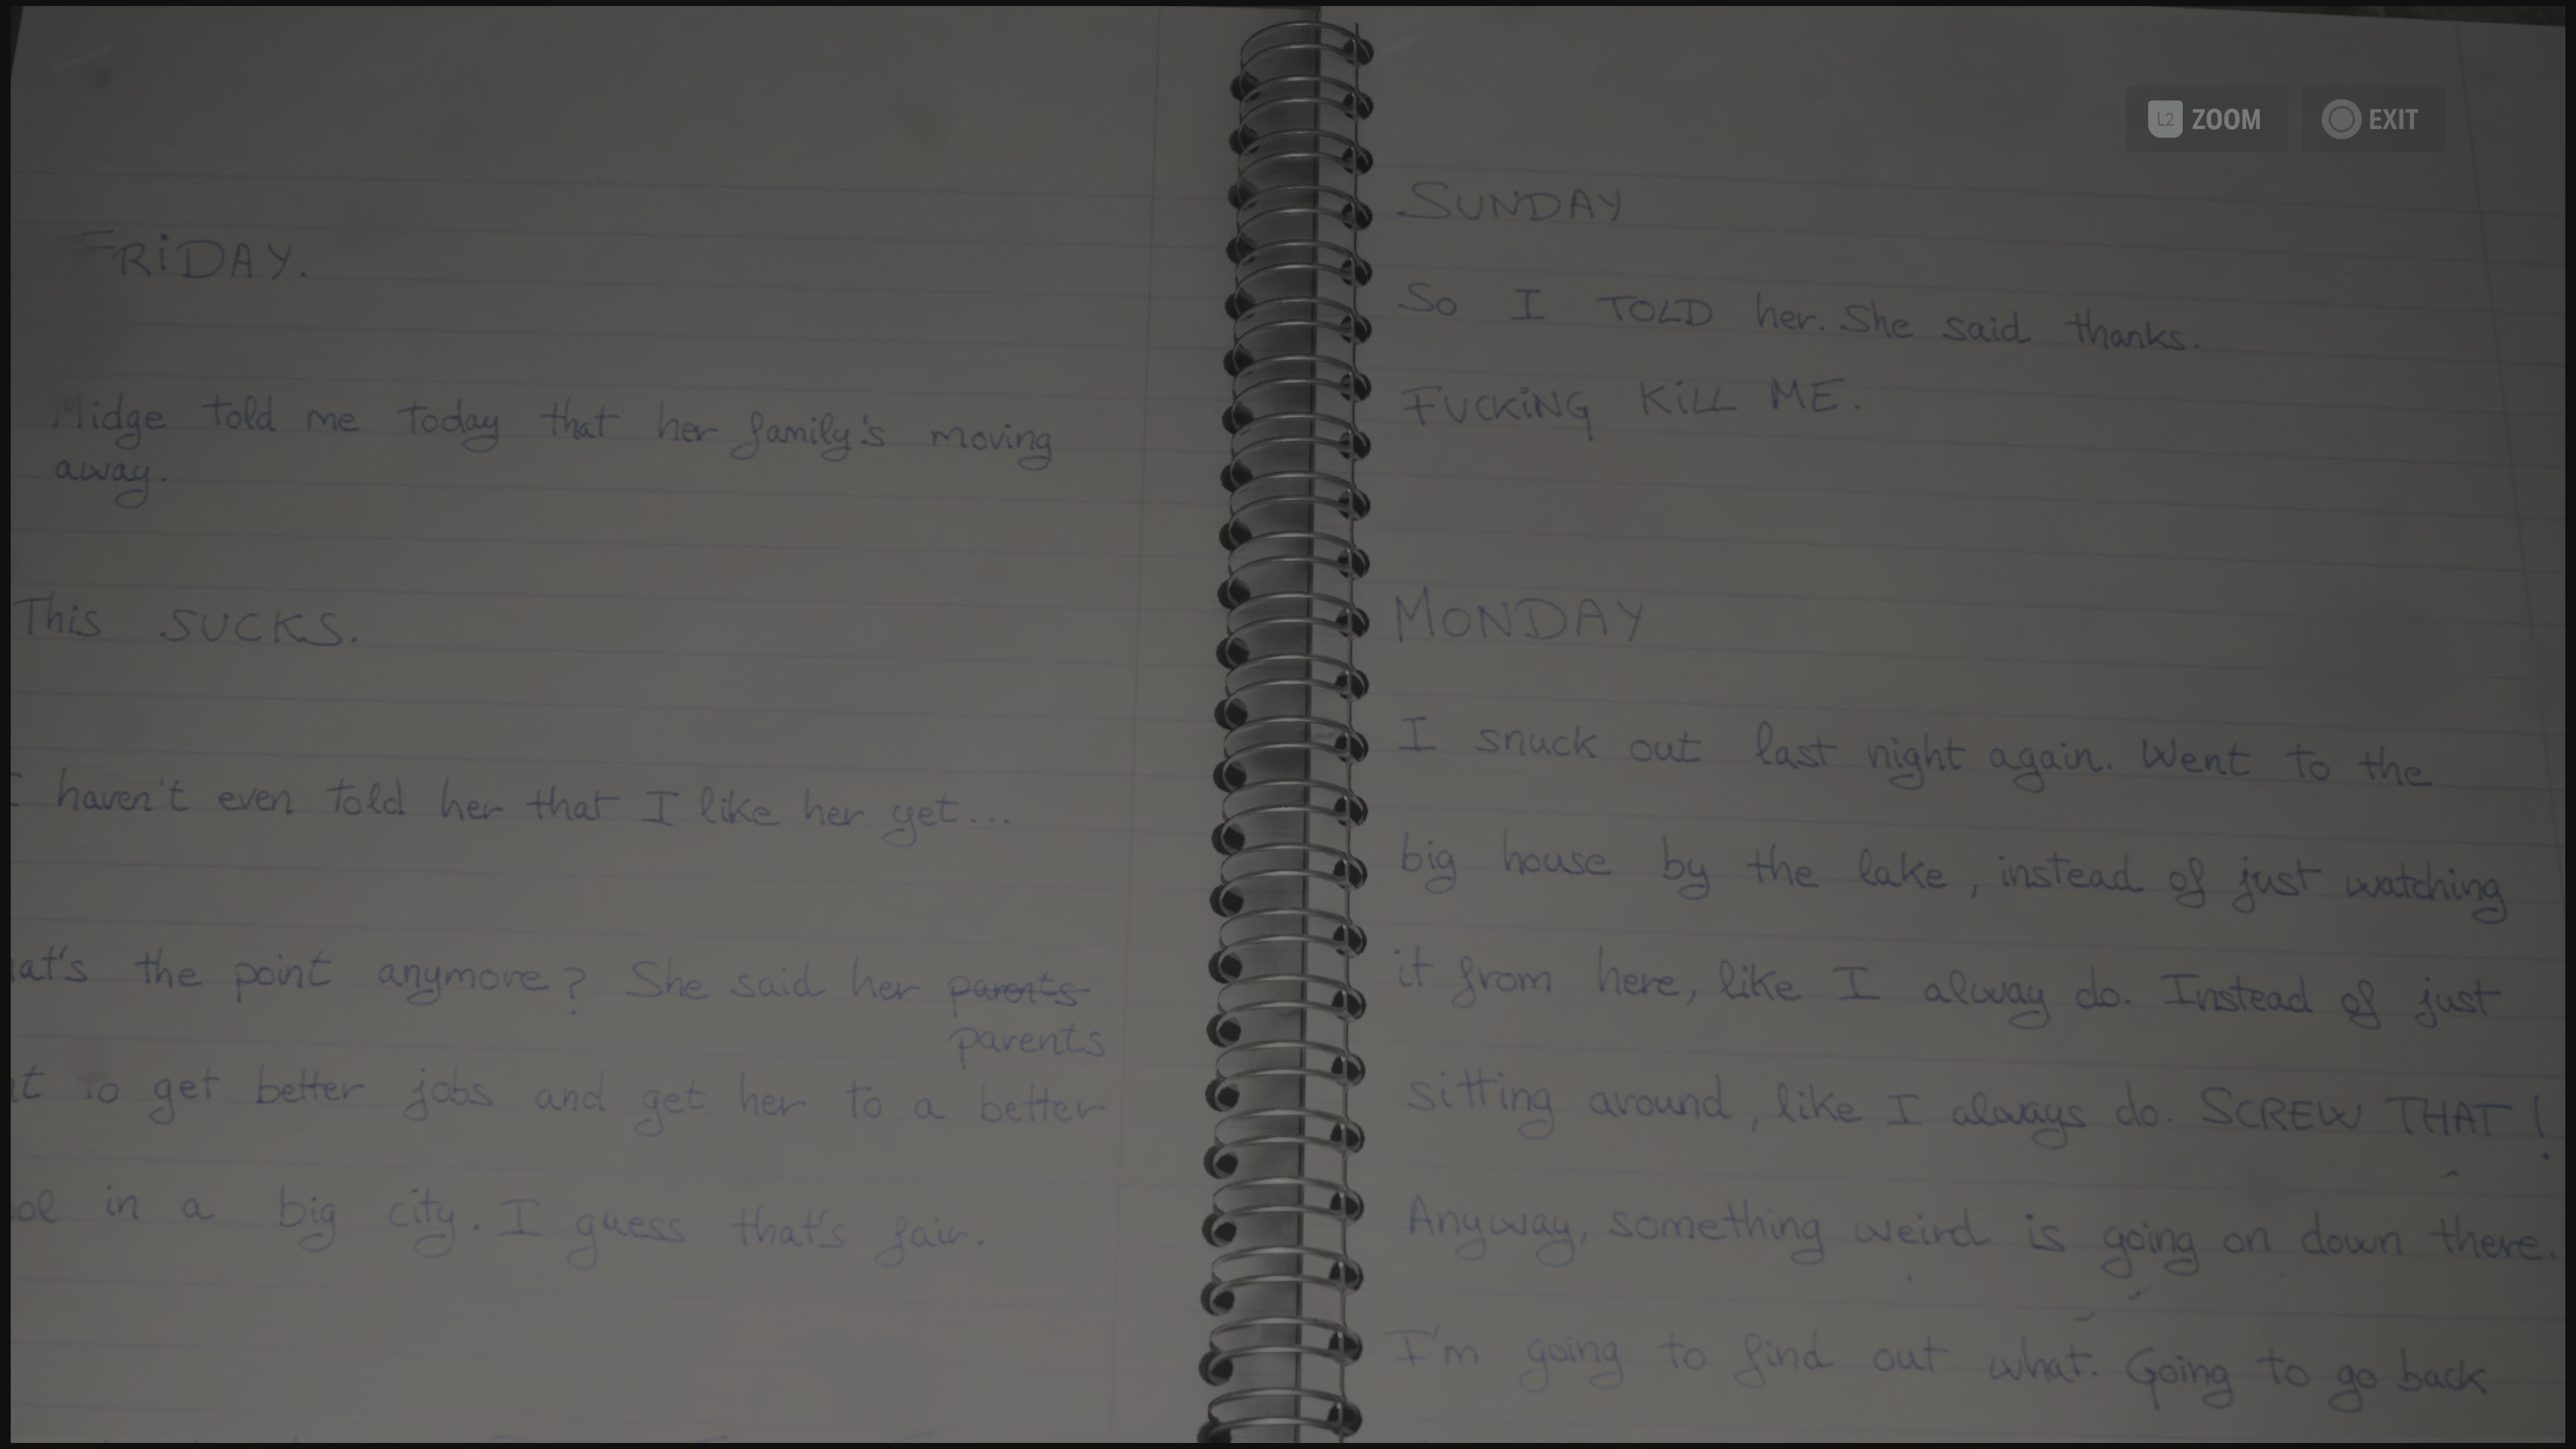 FRiDAY.
Midge told me today that her family's moving
away.
This SUCKS.
I haven't even told her that I like her yet...
at's the point anymore? She said her parents
parents
to get better jobs and get her to a better
in a big city. I guess that's fair.
L2 ZOOM EXIT
SUNDAY
So I TOLD her. She said thanks.
FUCKiNG KiLL ME.
MONDAY
I snuck out last night again. Went to the
big house by the lake, instead of just watching
it from here, like I alway do. Instead of just
sitting around, like I always do. SCREW THAT!
Anyway, something weird is going on down there.
I'm going to find out what. Going to go back